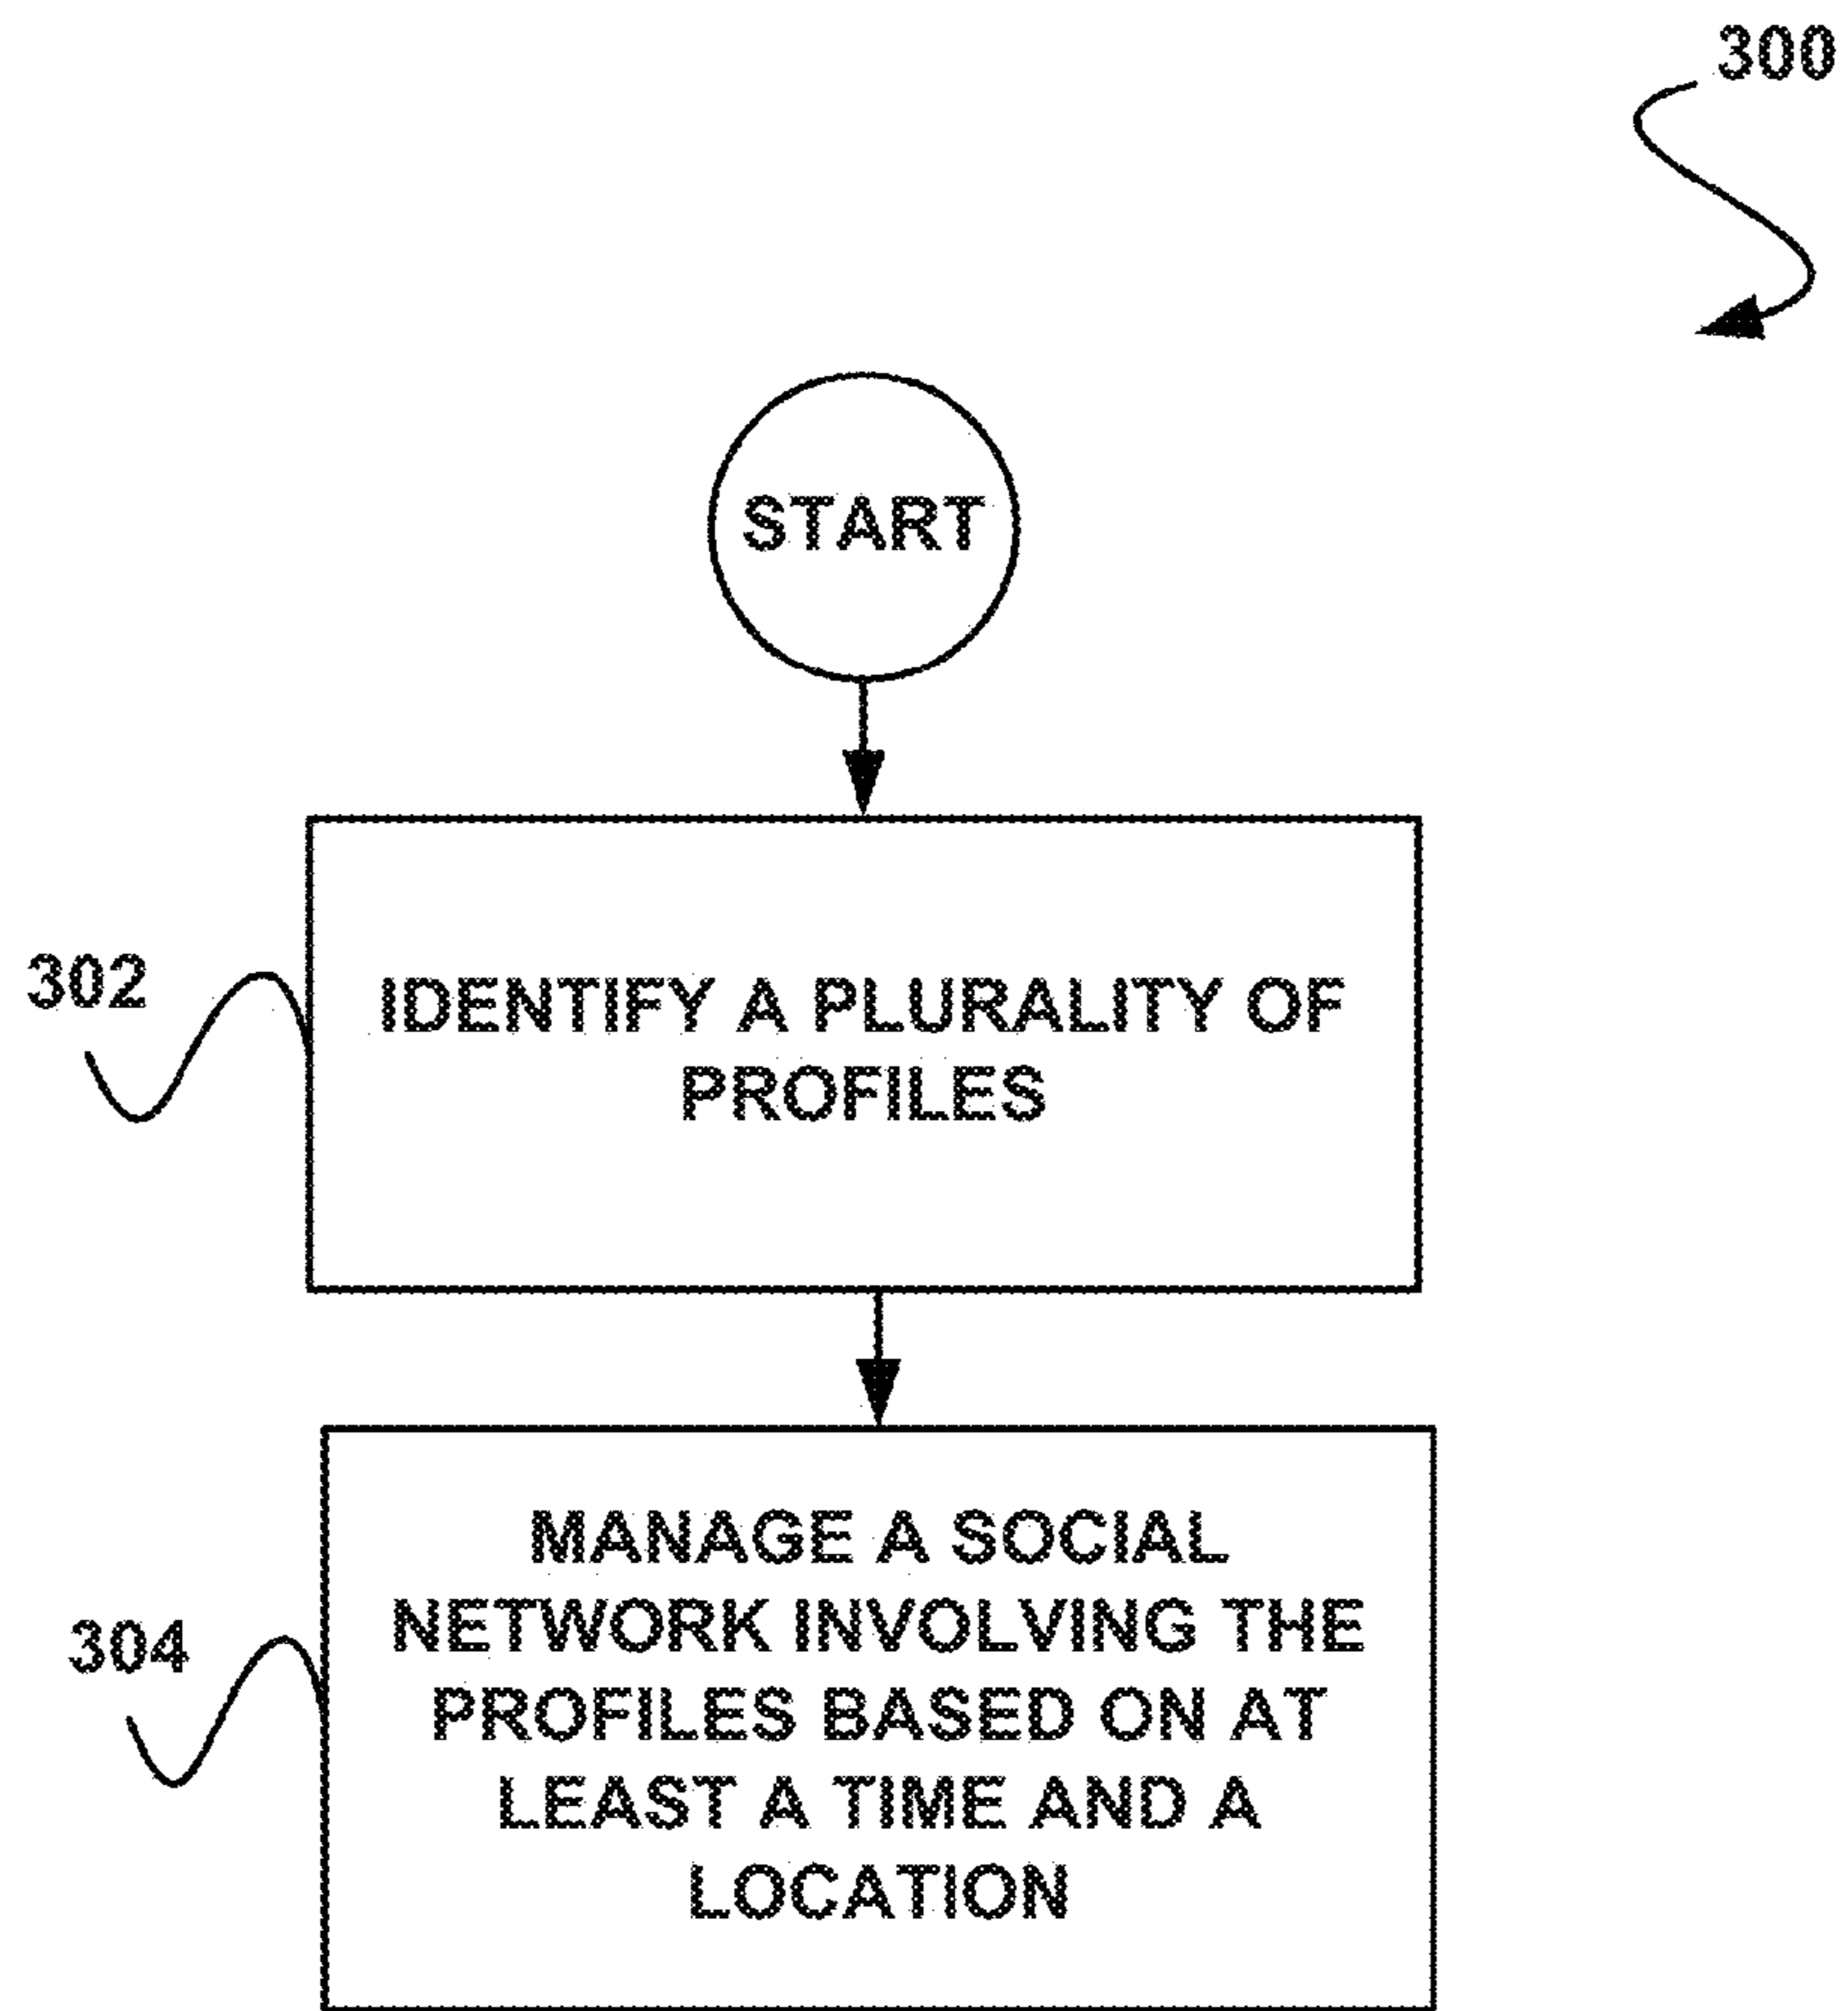 300
START
302
IDENTIFY A PLURALITY OF
PROFILES
304
MANAGE A SOCIAL
NETWORK INVOLVING THE
PROFILES BASED ON AT
LEAST A TIME AND A
LOCATION